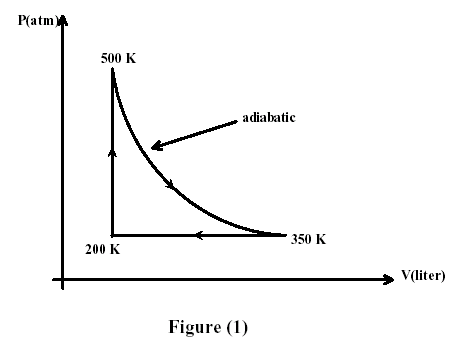 P(atm)
500 K
adiabatic
200 K
350 K
V(liter)
Figure (1)